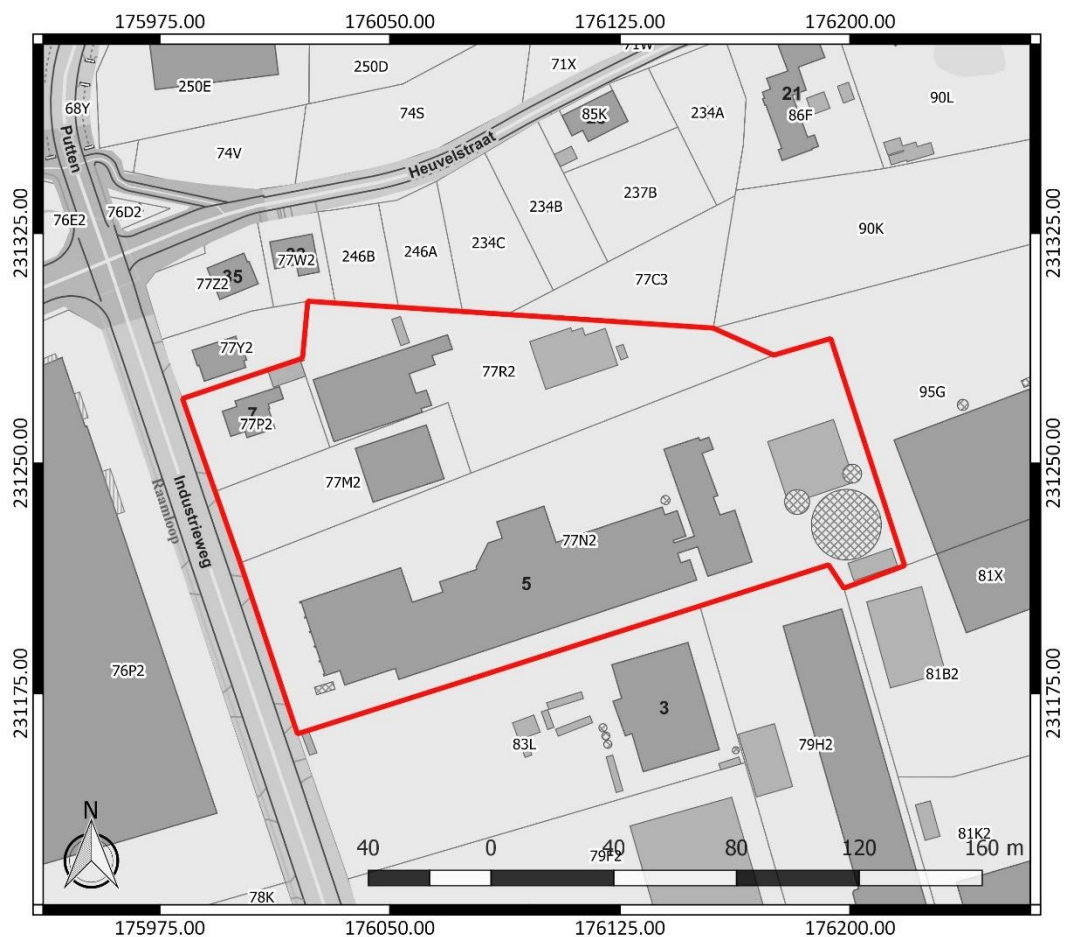 175975.00 176050.00 176125.00 176200.00
250D 71X
250E 90L
68Y 74S 85K 234A 21
86F
Putten 74V Heuvelstraat
76E2 76D2 234B 237B
231325.00 246B 246A 234C 90K 231325.00
77W2
35
77Z2 77C3
77Y2
77R2 95G
7
77P2
231250.00 77M2 231250.00
Industrieweg
Raamloop
77N2
5 81X
76P2 81B2
231175.00 3 231175.00
83L 79H2
N
81K2
40 0 40 80 120 160 m
79F2
78K
175975.00 176050.00 176125.00 176200.00